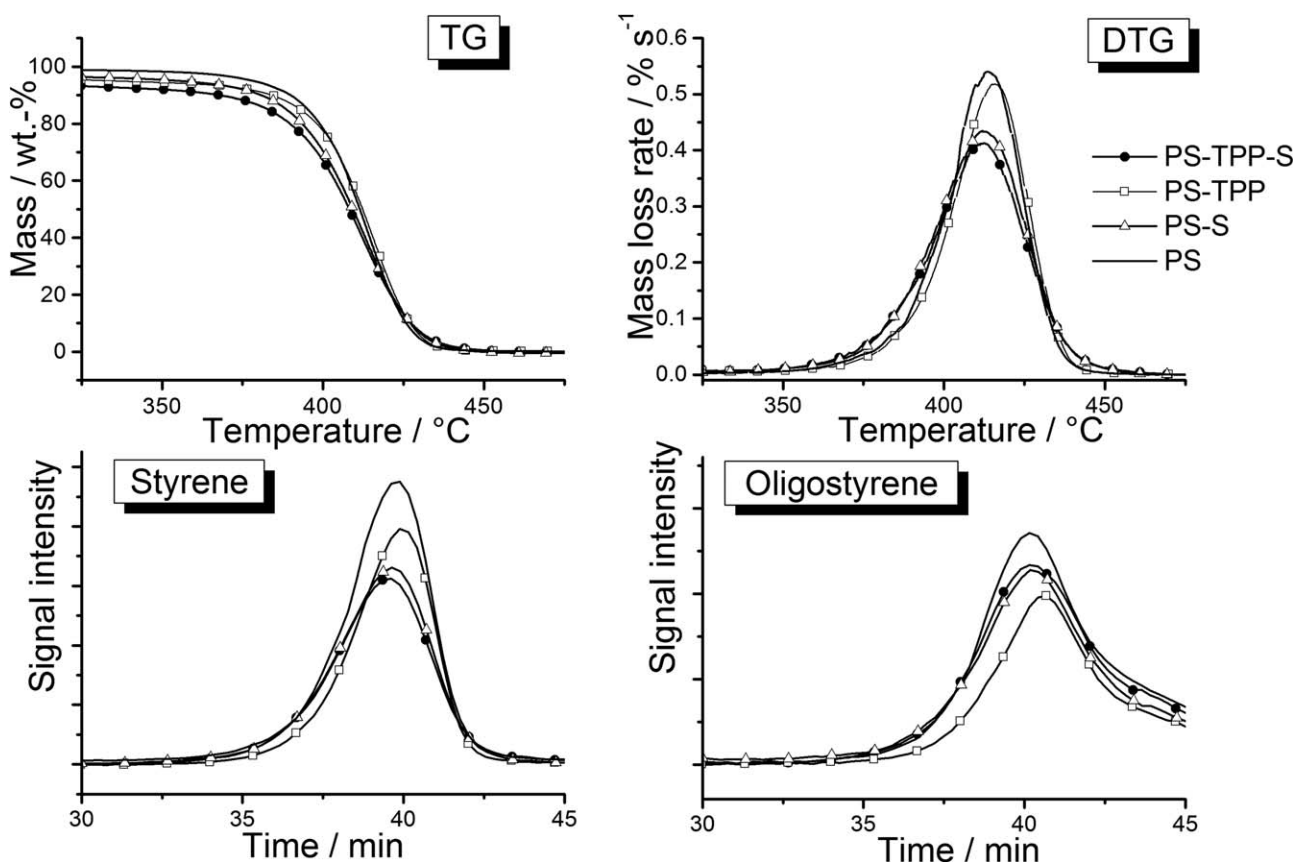 TG
Mass / wt.-%
100
80
60
40
20
0
350
400
450
Temperature / °C
DTG
Mass loss rate / % s⁻¹
0.6
0.5
0.4
0.3
0.2
0.1
0.0
350
400
450
Temperature / °C
PS-TPP-S
PS-TPP
PS-S
PS
Styrene
Signal intensity
30
35
40
45
Time / min
Oligostyrene
Signal intensity
30
35
40
45
Time / min